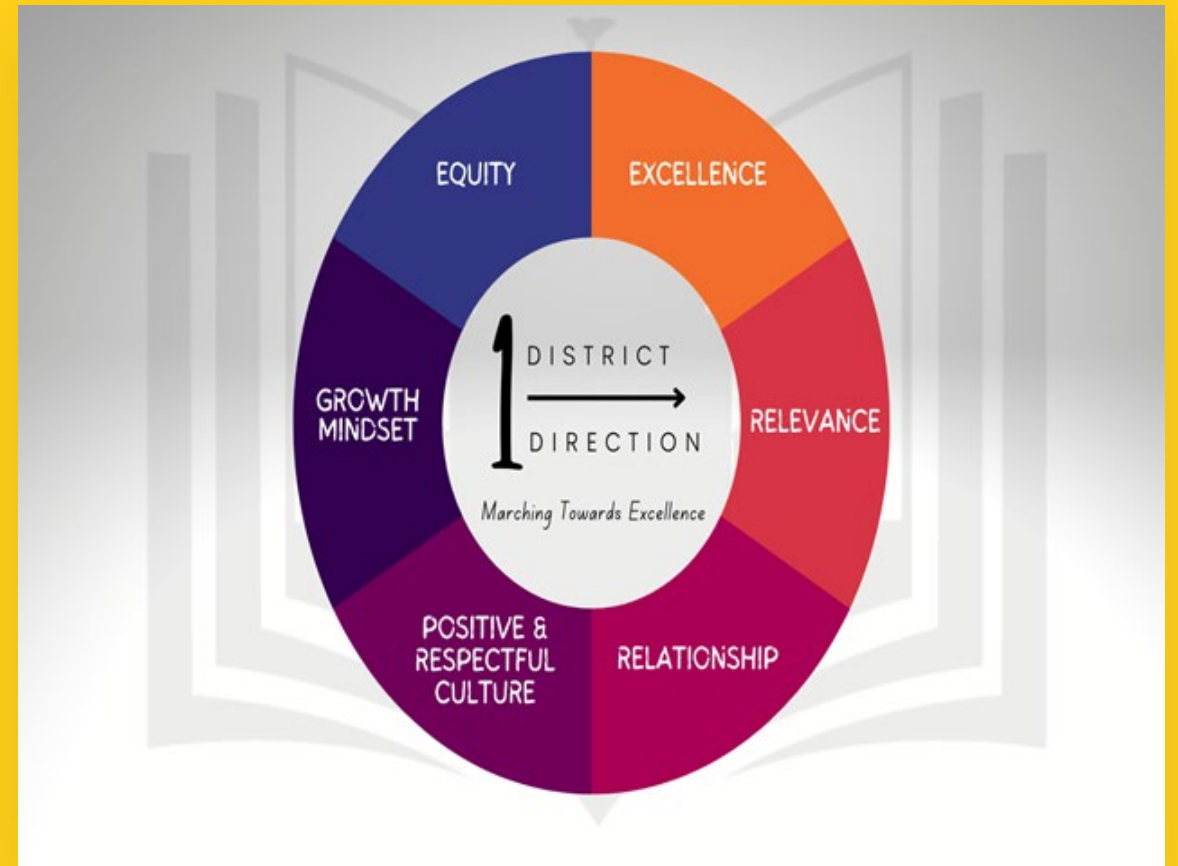 EQUITY
EXCELLENCE
RELEVANCE
RELATIONSHIP
POSITIVE &
RESPECTFUL
CULTURE
GROWTH
MINDSET
1
DISTRICT
DIRECTION
Marching Towards Excellence